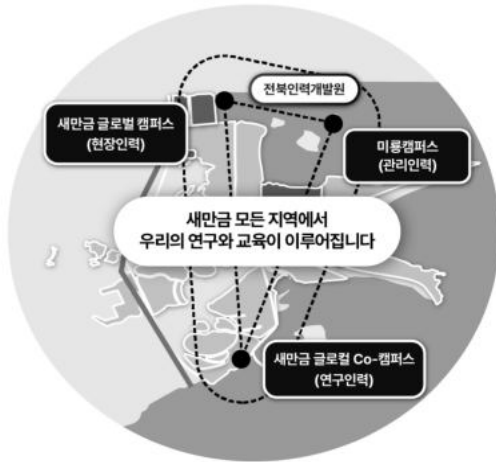 전북인력개발원
새만금 글로벌 캠퍼스
(현장인력)
미룡캠퍼스
(관리인력)
새만금 모든 지역에서
우리의 연구와 교육이 이루어집니다
새만금 글로컬 Co-캠퍼스
(연구인력)